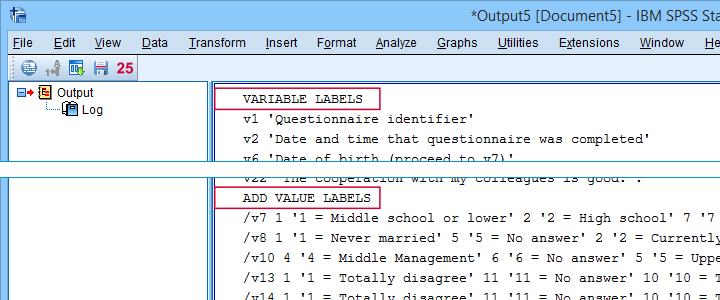 *Output5 [Document5] - IBM SPSS Sta
File Edit View Data Transform Insert Format Analyze Graphs Utilities Extensions Window He
25
Output
Log
VARIABLE LABELS
v1 'Questionnaire identifier'
v2 'Date and time that questionnaire was completed'
v6 'Date of birth (proceed to v7)'
v22 'The cooperation with my colleagues is good.'.
ADD VALUE LABELS
/v7 1 '1 = Middle school or lower' 2 '2 = High school' 7 '7
/v8 1 '1 = Never married' 5 '5 = No answer' 2 '2 = Currently
/v10 4 '4 = Middle Management' 6 '6 = No answer' 5 '5 = Uppe
/v13 1 '1 = Totally disagree' 11 '11 = No answer' 10 '10 = T
/v14 1 '1 = Totally disagree' 11 '11 = No answer' 10 '10 = T